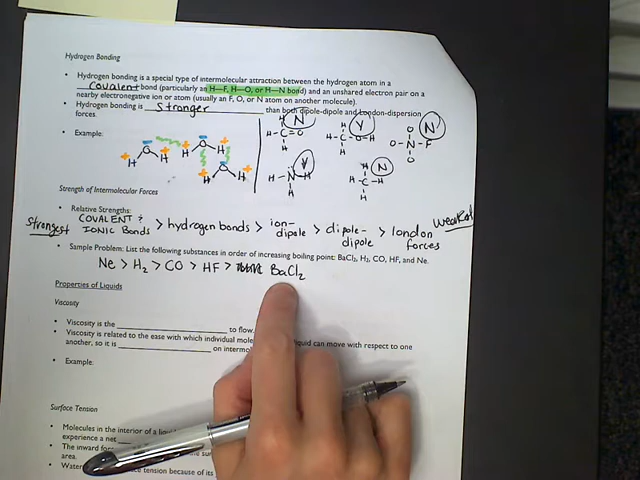 Hydrogen Bonding
• Hydrogen bonding is a special type of intermolecular attraction between the hydrogen atom in a
covalent bond (particularly an H—F, H—O, or H—N bond) and an unshared electron pair on a
nearby electronegative ion or atom (usually an F, O, or N atom on another molecule).
• Hydrogen bonding is stronger than both dipole-dipole and London-dispersion
forces.
• Example:
Strength of Intermolecular Forces
• Relative Strengths:
Strongest COVALENT & IONIC Bonds > hydrogen bonds > ion-dipole > dipole-dipole > london forces Weakest
• Sample Problem: List the following substances in order of increasing boiling point: BaCl2, H2, CO, HF, and Ne.
Ne > H2 > CO > HF > BaCl2
Properties of Liquids
Viscosity
• Viscosity is the ____ to flow.
• Viscosity is related to the ease with which individual mole liquid can move with respect to one
another, so it is ____ on intermol
• Example:
Surface Tension
• Molecules in the interior of a
experience a net
• The inward
area.
• Water tension because of its